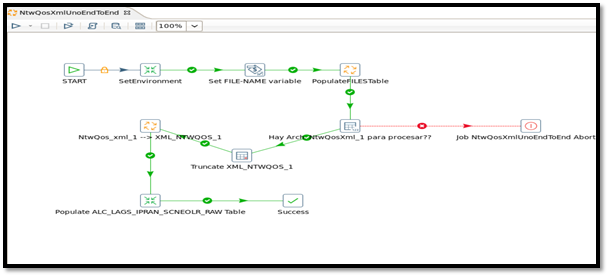 NtwQosXmlUnoEndToEnd
100%
START
SetEnvironment
Set FILE-NAME variable
PopulateFILESTable
NtwQos_xml_1 --> XML_NTWQOS_1
Hay Arch NtwQosXml_1 para procesar??
Job NtwQosXmlUnoEndToEnd Abort
Truncate XML_NTWQOS_1
Populate ALC_LAGS_IPRAN_SCNEOLR_RAW Table
Success